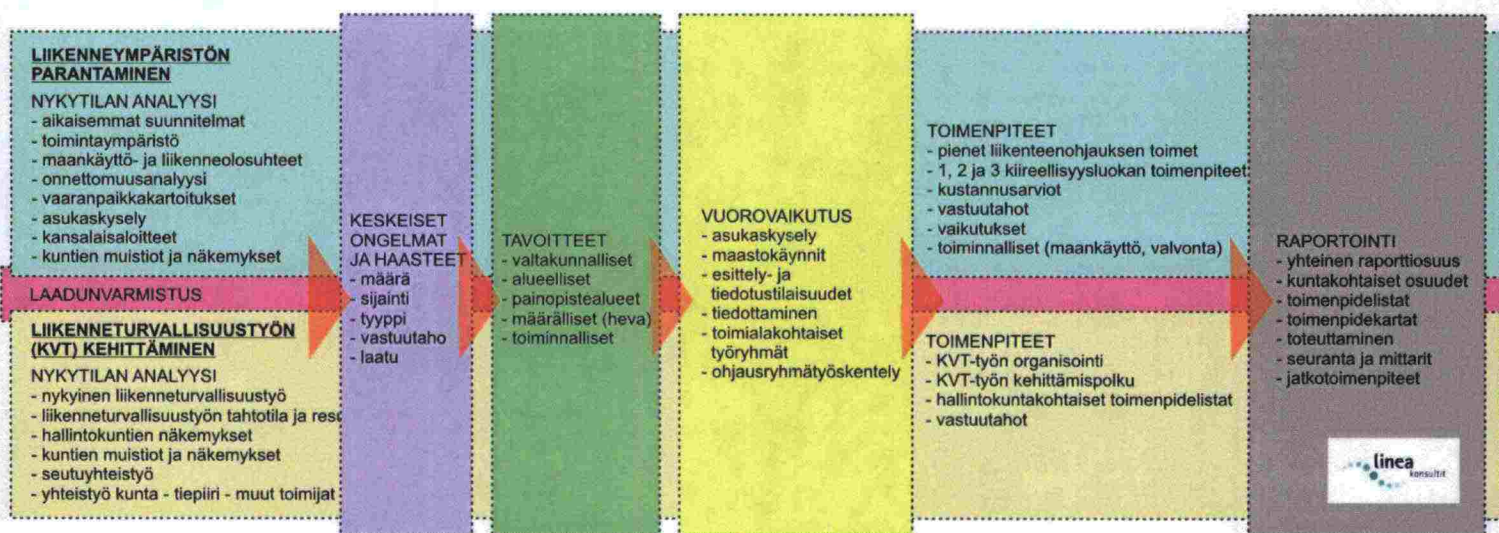 LIIKENNEYMPÄRISTÖN
PARANTAMINEN
NYKYTILAN ANALYYSI
- aikaisemmat suunnitelmat
- toimintaympäristö
- maankäyttö- ja liikenneolosuhteet
- onnettomuusanalyysi
- vaaranpaikkakartoitukset
- asukaskysely
- kansalaisaloitteet
- kuntien muistiot ja näkemykset
LAADUNVARMISTUS
LIIKENNETURVALLISUUSTYÖN
(KVT) KEHITTÄMINEN
NYKYTILAN ANALYYSI
- nykyinen liikenneturvallisuustyö
- liikenneturvallisuustyön tahtotila ja resu
- hallintokuntien näkemykset
- kuntien muistiot ja näkemykset
- seutuyhteistyö
- yhteistyö kunta - tiepiiri - muut toimijat
KESKEISET
ONGELMAT
JA HAASTEET
- määrä
- sijainti
- tyyppi
- vastuutaho
- laatu
TAVOITTEET
- valtakunnalliset
- alueelliset
- painopistealueet
- määrälliset (heva)
- toiminnalliset
VUOROVAIKUTUS
- asukaskysely
- maastokäynnit
- esittely- ja
tiedotustilaisuudet
- tiedottaminen
- toimialakohtaiset
työryhmät
- ohjausryhmätyöskentely
TOIMENPITEET
- pienet liikenteenohjauksen toimet
- 1, 2 ja 3 kiireellisyysluokan toimenpiteet
- kustannusarviot
- vastuutahot
- vaikutukset
- toiminnalliset (maankäyttö, valvonta)
TOIMENPITEET
- KVT-työn organisointi
- KVT-työn kehittämispolku
- hallintokuntakohtaiset toimenpidelistat
- vastuutahot
RAPORTOINTI
- yhteinen raporttiosuus
- kuntakohtaiset osuudet
- toimenpidelistat
- toimenpidekartat
- toteuttaminen
- seuranta ja mittarit
- jatkotoimenpiteet
linea
konsultit